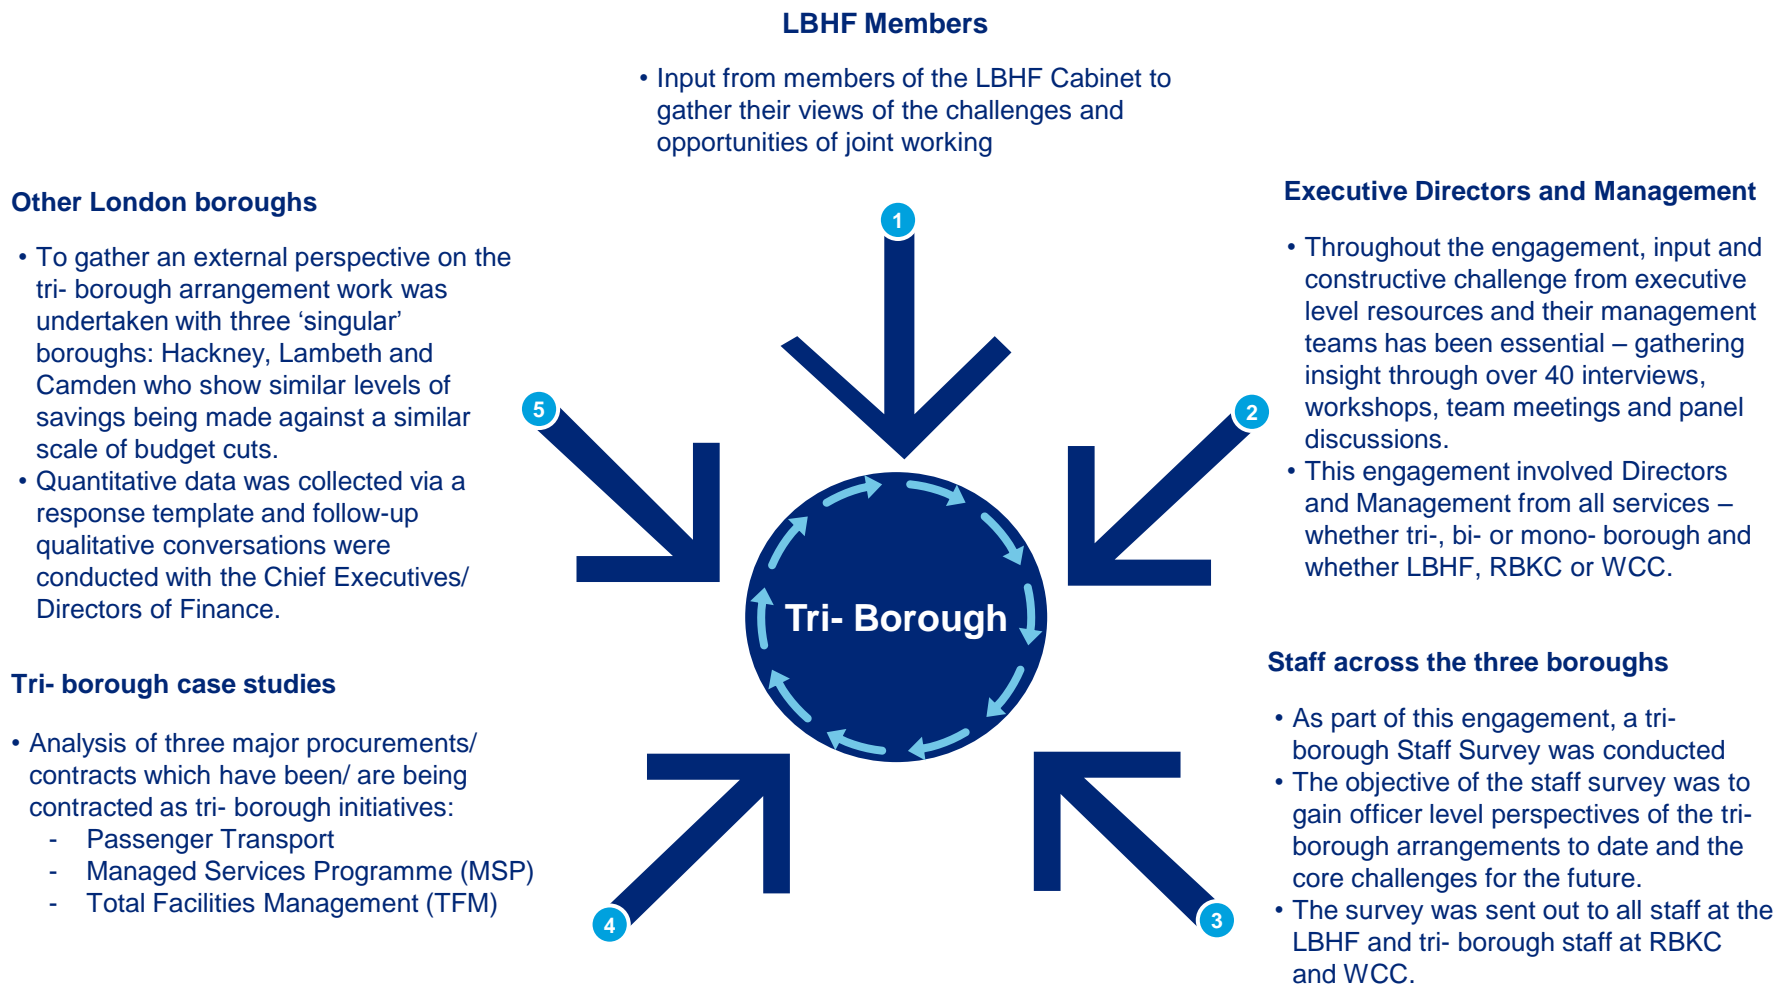 LBHF Members
• Input from members of the LBHF Cabinet to
gather their views of the challenges and
opportunities of joint working
1
Executive Directors and Management
• Throughout the engagement, input and
constructive challenge from executive
level resources and their management
teams has been essential – gathering
insight through over 40 interviews,
workshops, team meetings and panel
discussions.
• This engagement involved Directors
and Management from all services –
whether tri-, bi- or mono- borough and
whether LBHF, RBKC or WCC.
2
Staff across the three boroughs
• As part of this engagement, a tri-
borough Staff Survey was conducted
• The objective of the staff survey was to
gain officer level perspectives of the tri-
borough arrangements to date and the
core challenges for the future.
• The survey was sent out to all staff at the
LBHF and tri- borough staff at RBKC
and WCC.
3
Tri- borough case studies
• Analysis of three major procurements/
contracts which have been/ are being
contracted as tri- borough initiatives:
- Passenger Transport
- Managed Services Programme (MSP)
- Total Facilities Management (TFM)
4
Other London boroughs
• To gather an external perspective on the
tri- borough arrangement work was
undertaken with three ‘singular’
boroughs: Hackney, Lambeth and
Camden who show similar levels of
savings being made against a similar
scale of budget cuts.
• Quantitative data was collected via a
response template and follow-up
qualitative conversations were
conducted with the Chief Executives/
Directors of Finance.
5
Tri- Borough